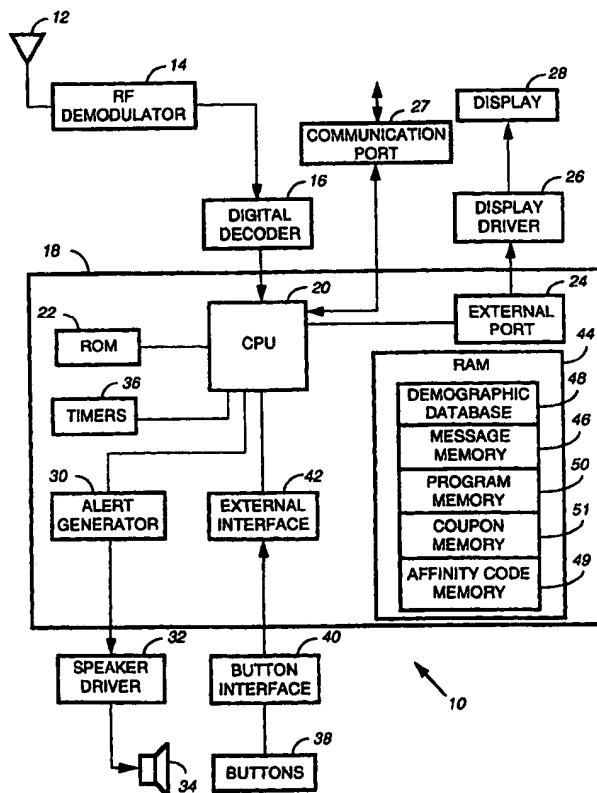 12
14
RF
DEMODULATOR
28
DISPLAY
27
COMMUNICATION
PORT
16
DIGITAL
DECODER
26
DISPLAY
DRIVER
18
20
CPU
24
EXTERNAL
PORT
22
ROM
36
TIMERS
44
RAM
48
DEMOGRAPHIC
DATABASE
46
MESSAGE
MEMORY
50
PROGRAM
MEMORY
51
COUPON
MEMORY
49
AFFINITY CODE
MEMORY
30
ALERT
GENERATOR
42
EXTERNAL
INTERFACE
32
SPEAKER
DRIVER
40
BUTTON
INTERFACE
10
34
38
BUTTONS